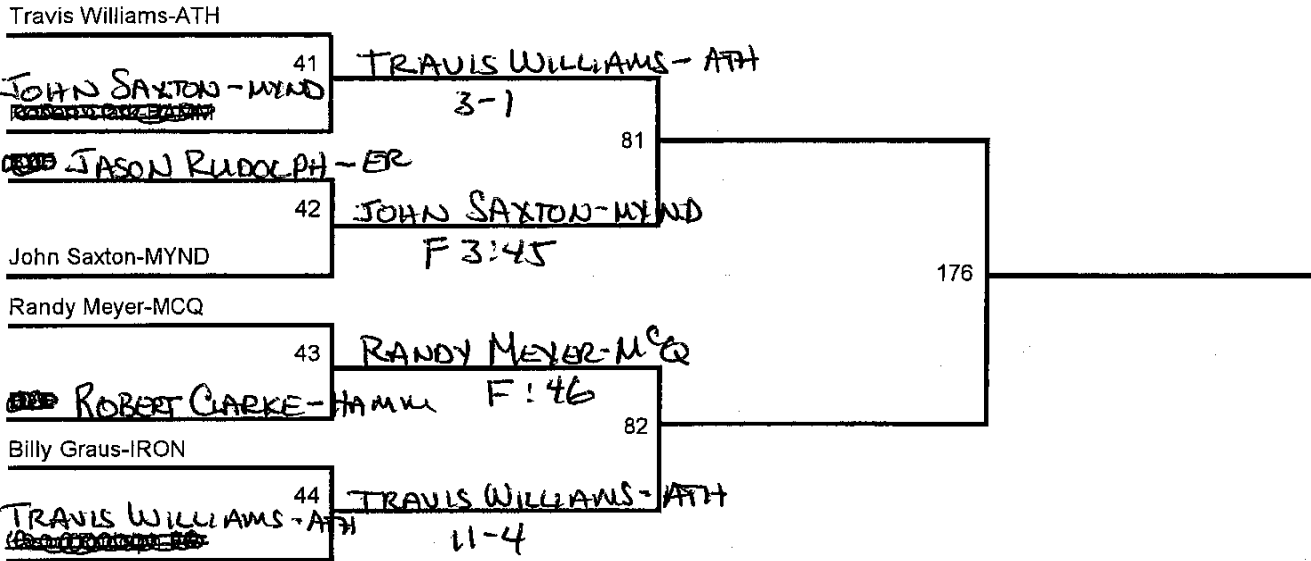 Travis Williams-ATH
41 TRAVIS WILLIAMS-ATH
JOHN SAXTON-MYND
3-1
81
JASON RUDOLPH-ER
42 JOHN SAXTON-MYND
F 3:45
John Saxton-MYND
176
Randy Meyer-MCQ
43 RANDY MEYER-McQ
F :46
ROBERT CLARKE-HAMM
82
Billy Graus-IRON
44 TRAVIS WILLIAMS-ATH
TRAVIS WILLIAMS-ATH
11-4